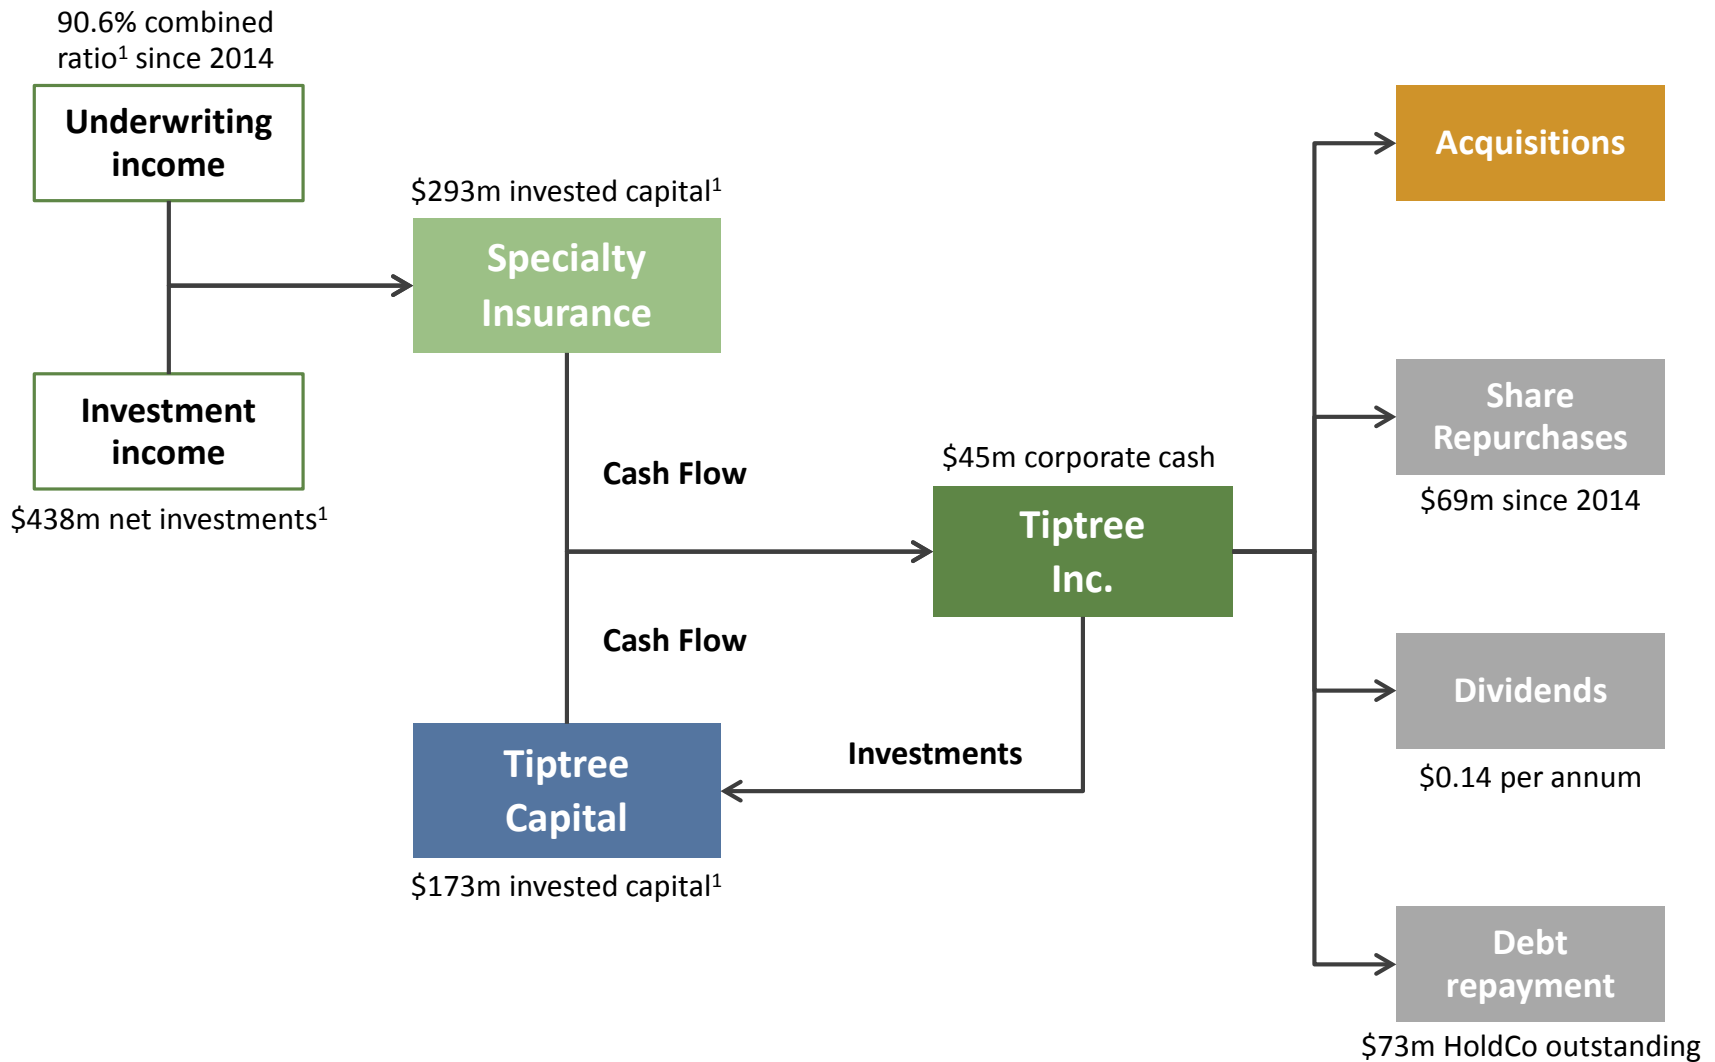 90.6% combined
ratio¹ since 2014
Underwriting
income
Investment
income
$438m net investments¹
$293m invested capital¹
Specialty
Insurance
Cash Flow
Cash Flow
Tiptree
Capital
$173m invested capital¹
Investments
$45m corporate cash
Tiptree
Inc.
Acquisitions
Share
Repurchases
$69m since 2014
Dividends
$0.14 per annum
Debt
repayment
$73m HoldCo outstanding